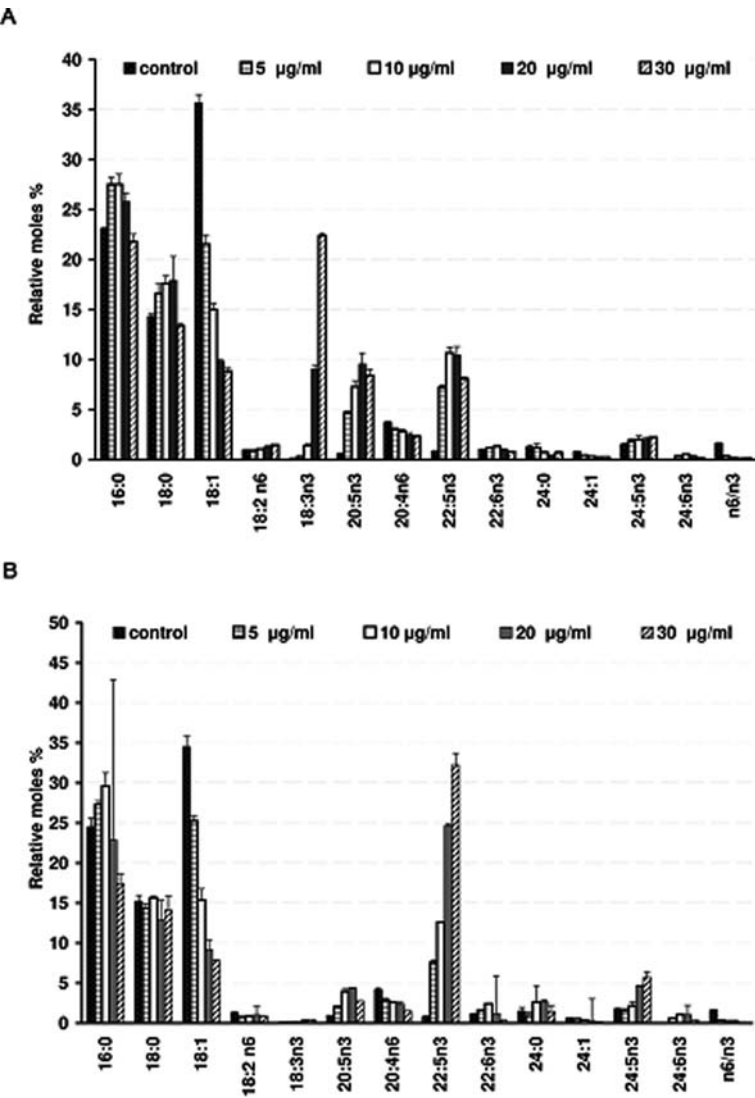 A
40
control 5 µg/ml 10 µg/ml 20 µg/ml 30 µg/ml
35
30
25
20
15
10
5
0
Relative moles %
16:0
18:0
18:1
18:2 n6
18:3n3
20:5n3
20:4n6
22:5n3
22:6n3
24:0
24:1
24:5n3
24:6n3
n6/n3
B
50
control 5 µg/ml 10 µg/ml 20 µg/ml 30 µg/ml
45
40
35
30
25
20
15
10
5
0
Relative moles %
16:0
18:0
18:1
18:2 n6
18:3n3
20:5n3
20:4n6
22:5n3
22:6n3
24:0
24:1
24:5n3
24:6n3
n6/n3